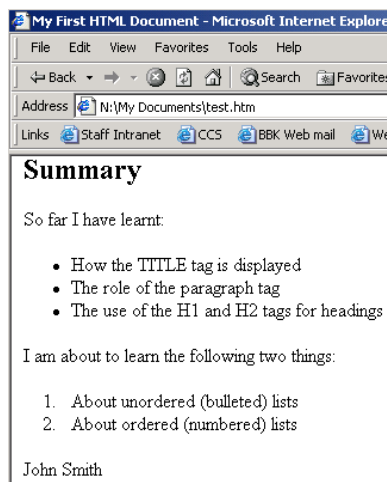 My First HTML Document - Microsoft Internet Explore
File Edit View Favorites Tools Help
Back Search Favorites
Address N:\My Documents\test.htm
Links Staff Intranet CCS BBK Web mail We
Summary
So far I have learnt:
• How the TITLE tag is displayed
• The role of the paragraph tag
• The use of the H1 and H2 tags for headings
I am about to learn the following two things:
1. About unordered (bulleted) lists
2. About ordered (numbered) lists
John Smith